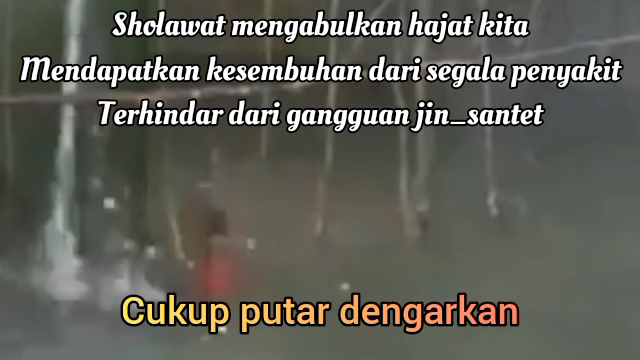 Sholawat mengabulkan hajat kita
Mendapatkan kesembuhan dari segala penyakit
Terhindar dari gangguan jin_santet
Cukup putar dengarkan